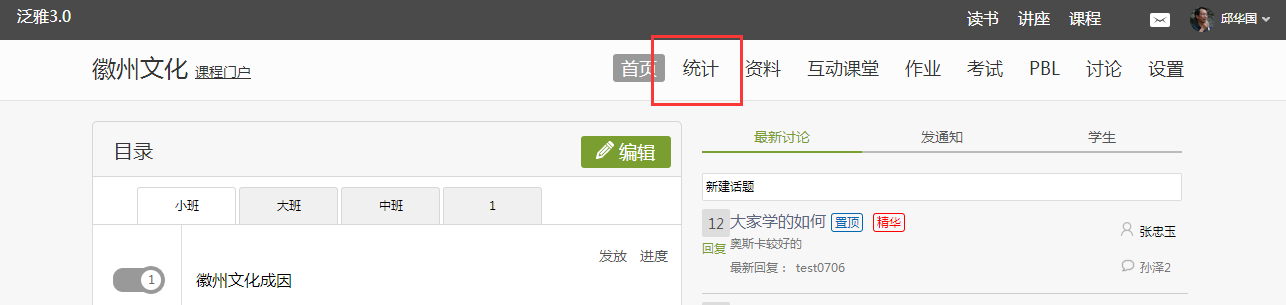 泛雅3.0
读书 讲座 课程 邱华国
徽州文化 课程门户
首页 统计 资料 互动课堂 作业 考试 PBL 讨论 设置
目录 编辑
小班 大班 中班 1
发放 进度
1 徽州文化成因
最新讨论 发通知 学生
新建话题
12 大家学的如何 置顶 精华
回复 奥斯卡较好的 张忠玉
最新回复： test0706 孙泽2